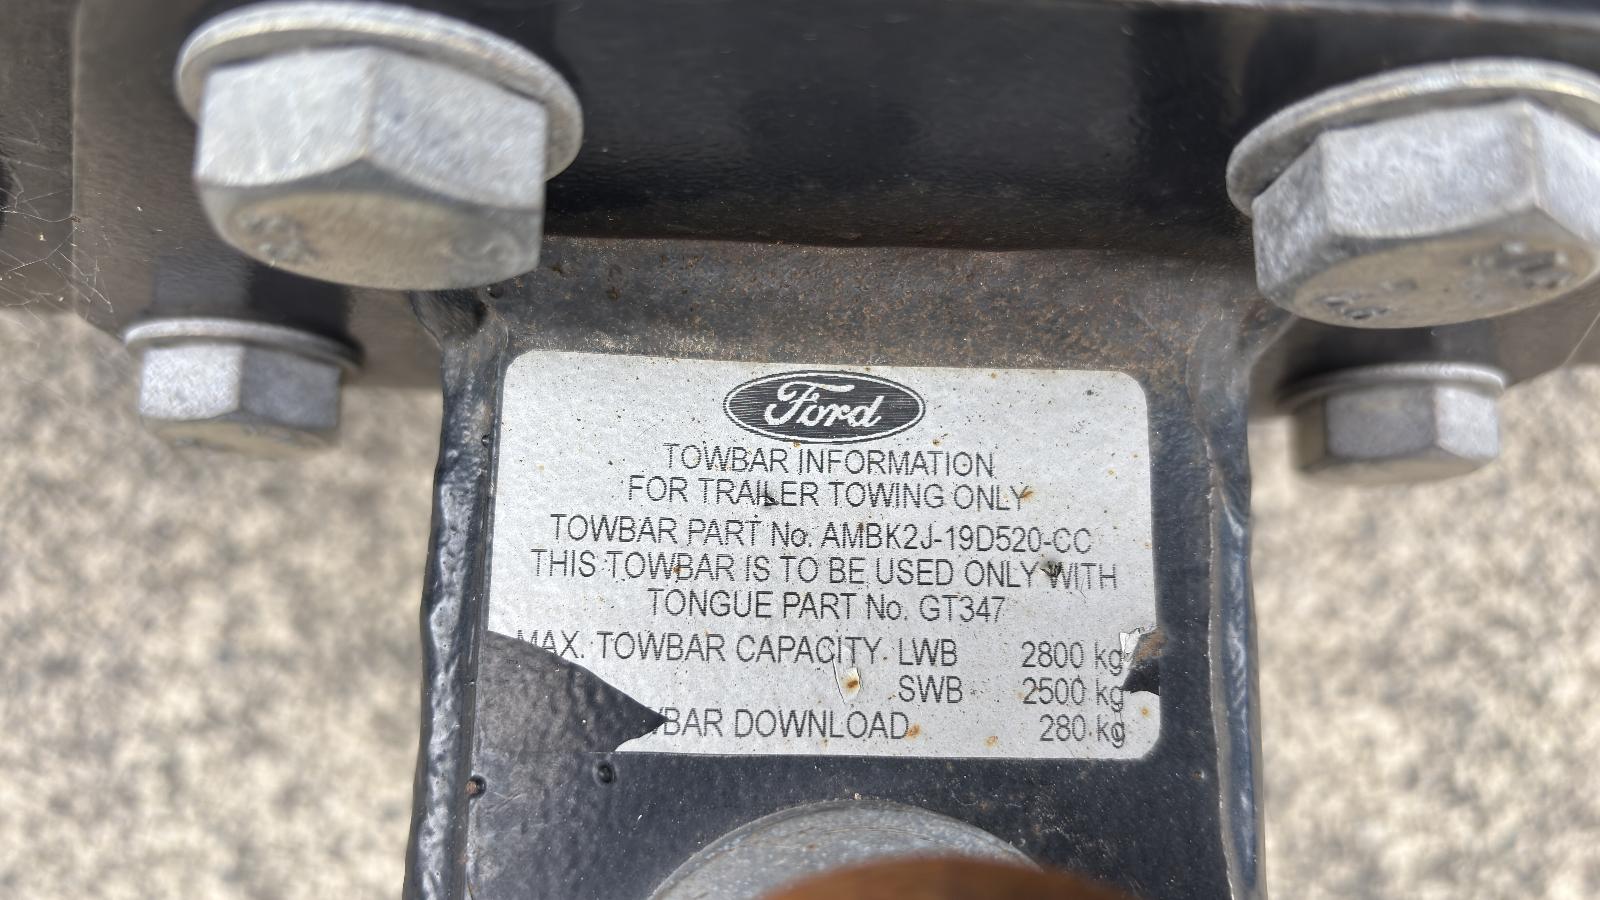 Ford
TOWBAR INFORMATION
FOR TRAILER TOWING ONLY
TOWBAR PART No. AMBK2J-19D520-CC
THIS TOWBAR IS TO BE USED ONLY WITH
TONGUE PART No. GT347
MAX. TOWBAR CAPACITY LWB 2800 kg
SWB 2500 kg
WBAR DOWNLOAD 280 kg